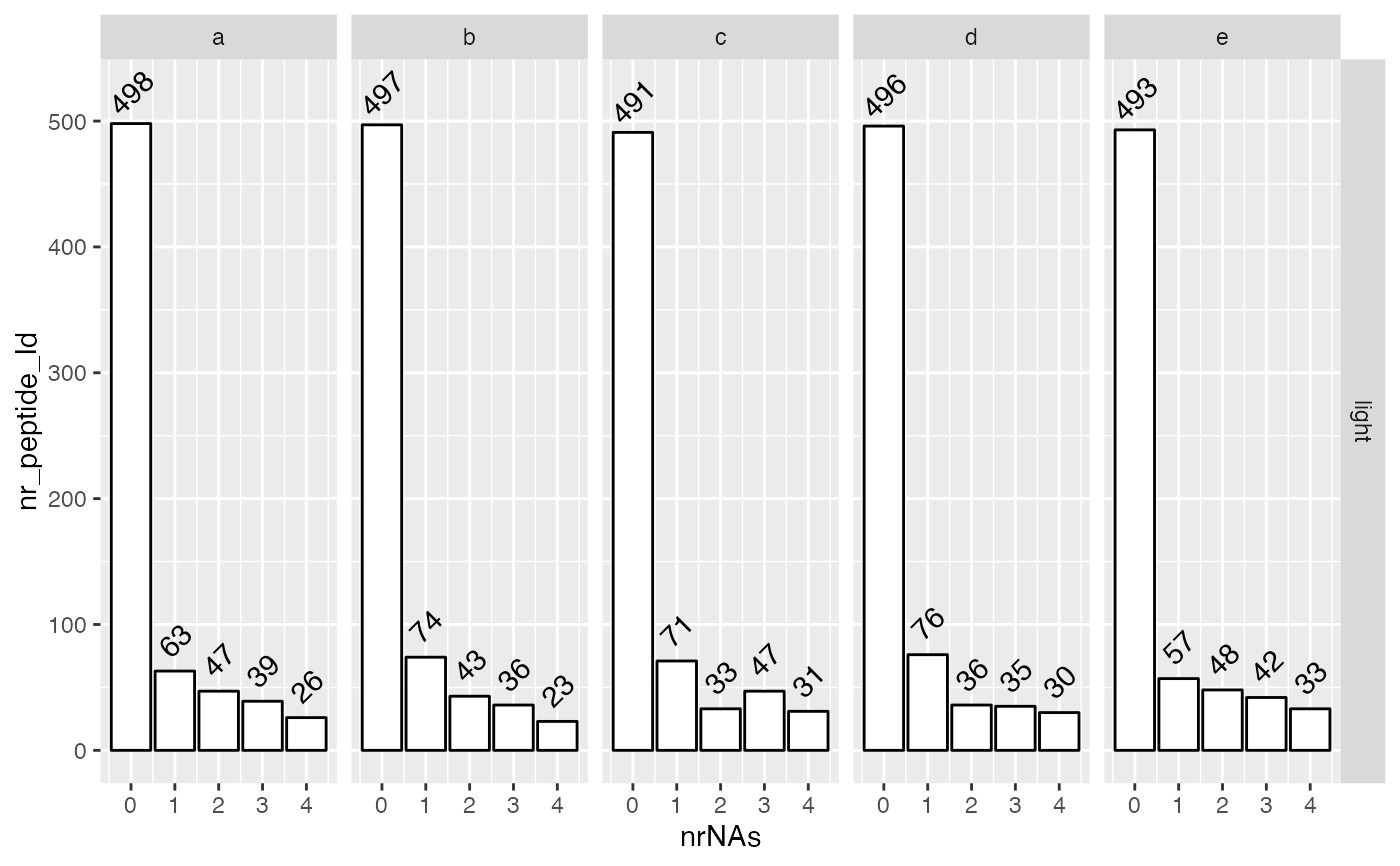 a b c d e
498 497 491 496 493
500
400
300
200
100
0
63 47 39 26
74 43 36 23
71 33 47 31
76 36 35 30
57 48 42 33
0 1 2 3 4 0 1 2 3 4 0 1 2 3 4 0 1 2 3 4 0 1 2 3 4
nrNAs
nr_peptide_Id
light